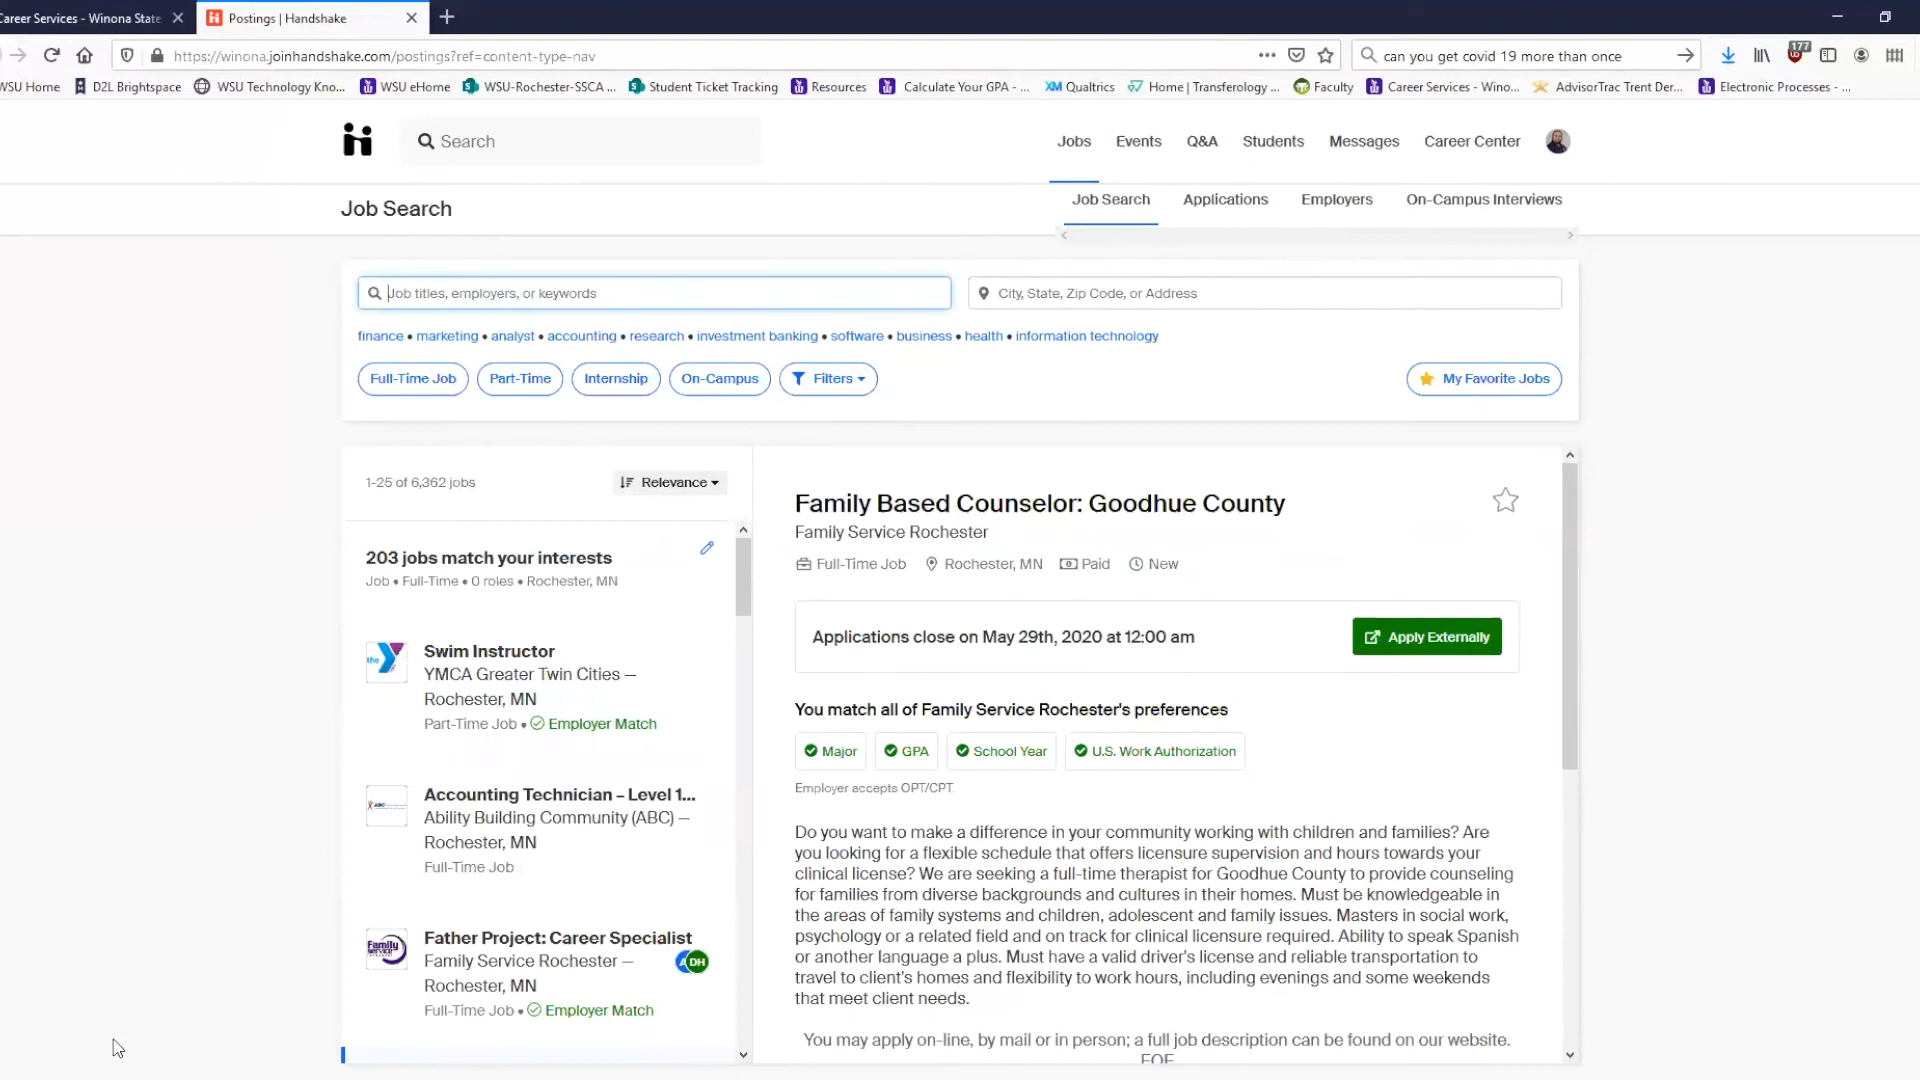 Career Services - Winona State
Postings | Handshake
https://winona.joinhandshake.com/postings?ref=content-type-nav
can you get covid 19 more than once
177
WSU Home
D2L Brightspace
WSU Technology Kno...
WSU eHome
WSU-Rochester-SSCA ...
Student Ticket Tracking
Resources
Calculate Your GPA - ...
Qualtrics
Home | Transferology ...
Faculty
Career Services - Wino...
AdvisorTrac Trent Der...
Electronic Processes - ...
Search
Jobs
Events
Q&A
Students
Messages
Career Center
Job Search
Job Search
Applications
Employers
On-Campus Interviews
Job titles, employers, or keywords
City, State, Zip Code, or Address
finance • marketing • analyst • accounting • research • investment banking • software • business • health • information technology
Full-Time Job
Part-Time
Internship
On-Campus
Filters
My Favorite Jobs
1-25 of 6,362 jobs
Relevance
203 jobs match your interests
Job • Full-Time • 0 roles • Rochester, MN
the Y
Swim Instructor
YMCA Greater Twin Cities —
Rochester, MN
Part-Time Job • Employer Match
ABC
Accounting Technician – Level 1...
Ability Building Community (ABC) —
Rochester, MN
Full-Time Job
Family Service
Father Project: Career Specialist
Family Service Rochester —
DH
Rochester, MN
Full-Time Job • Employer Match
Family Based Counselor: Goodhue County
Family Service Rochester
Full-Time Job
Rochester, MN
Paid
New
Applications close on May 29th, 2020 at 12:00 am
Apply Externally
You match all of Family Service Rochester's preferences
Major
GPA
School Year
U.S. Work Authorization
Employer accepts OPT/CPT.
Do you want to make a difference in your community working with children and families? Are
you looking for a flexible schedule that offers licensure supervision and hours towards your
clinical license? We are seeking a full-time therapist for Goodhue County to provide counseling
for families from diverse backgrounds and cultures in their homes. Must be knowledgeable in
the areas of family systems and children, adolescent and family issues. Masters in social work,
psychology or a related field and on track for clinical licensure required. Ability to speak Spanish
or another language a plus. Must have a valid driver's license and reliable transportation to
travel to client's homes and flexibility to work hours, including evenings and some weekends
that meet client needs.
You may apply on-line, by mail or in person; a full job description can be found on our website.
EOE